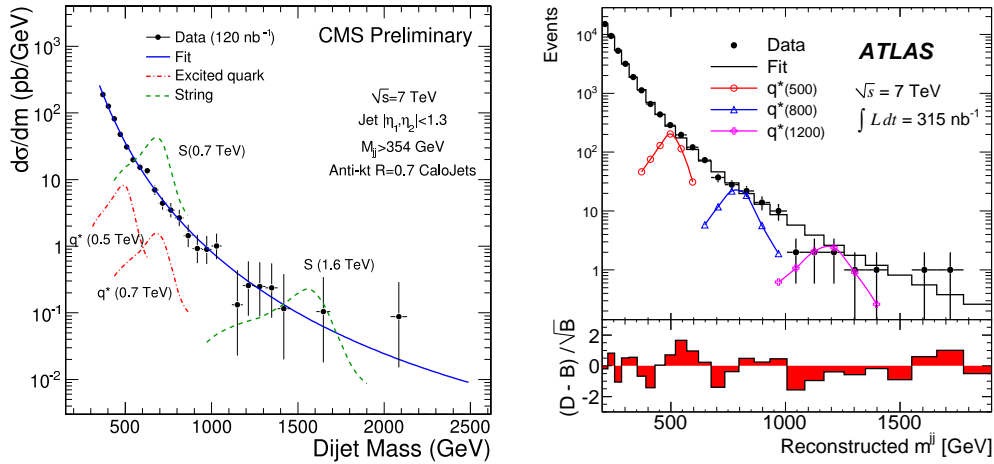 CMS Preliminary
Data (120 nb⁻¹)
Fit
Excited quark
String
√s=7 TeV
Jet |η₁,η₂|<1.3
Mjj>354 GeV
Anti-kt R=0.7 CaloJets
S(0.7 TeV)
q* (0.5 TeV)
q* (0.7 TeV)
S (1.6 TeV)
dσ/dm (pb/GeV)
10³
10²
10
1
10⁻¹
10⁻²
500 1000 1500 2000 2500
Dijet Mass (GeV)
ATLAS
Data
Fit
q*(500)
q*(800)
q*(1200)
√s = 7 TeV
∫ L dt = 315 nb⁻¹
Events
10⁴
10³
10²
10
1
(D - B) / √B
2
0
-2
500 1000 1500
Reconstructed mʲʲ [GeV]